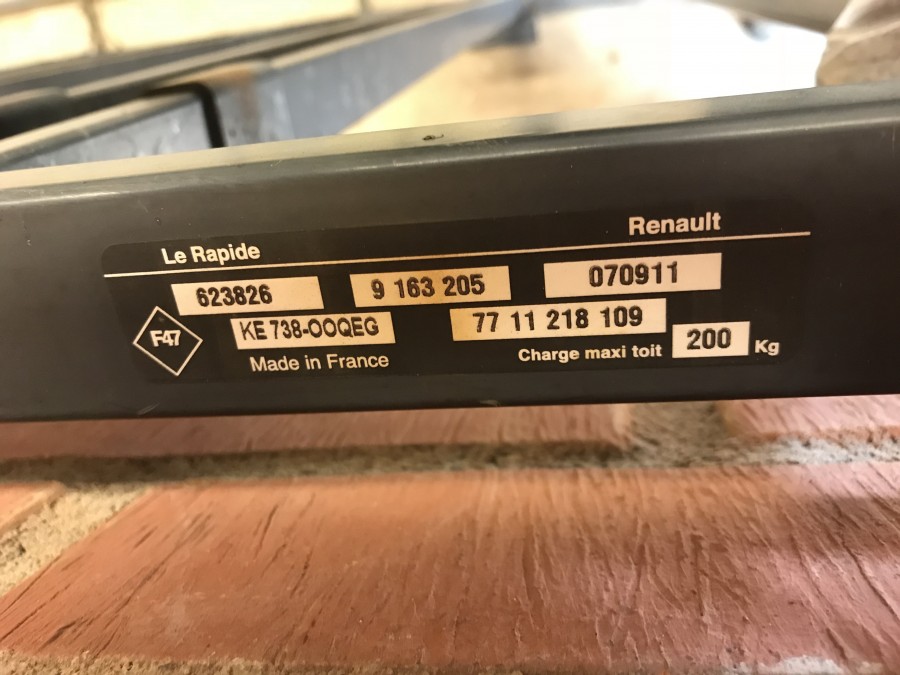 Le Rapide Renault
623826 9 163 205 070911
F47 KE 738-OOQEG 77 11 218 109
Made in France Charge maxi toit 200 Kg